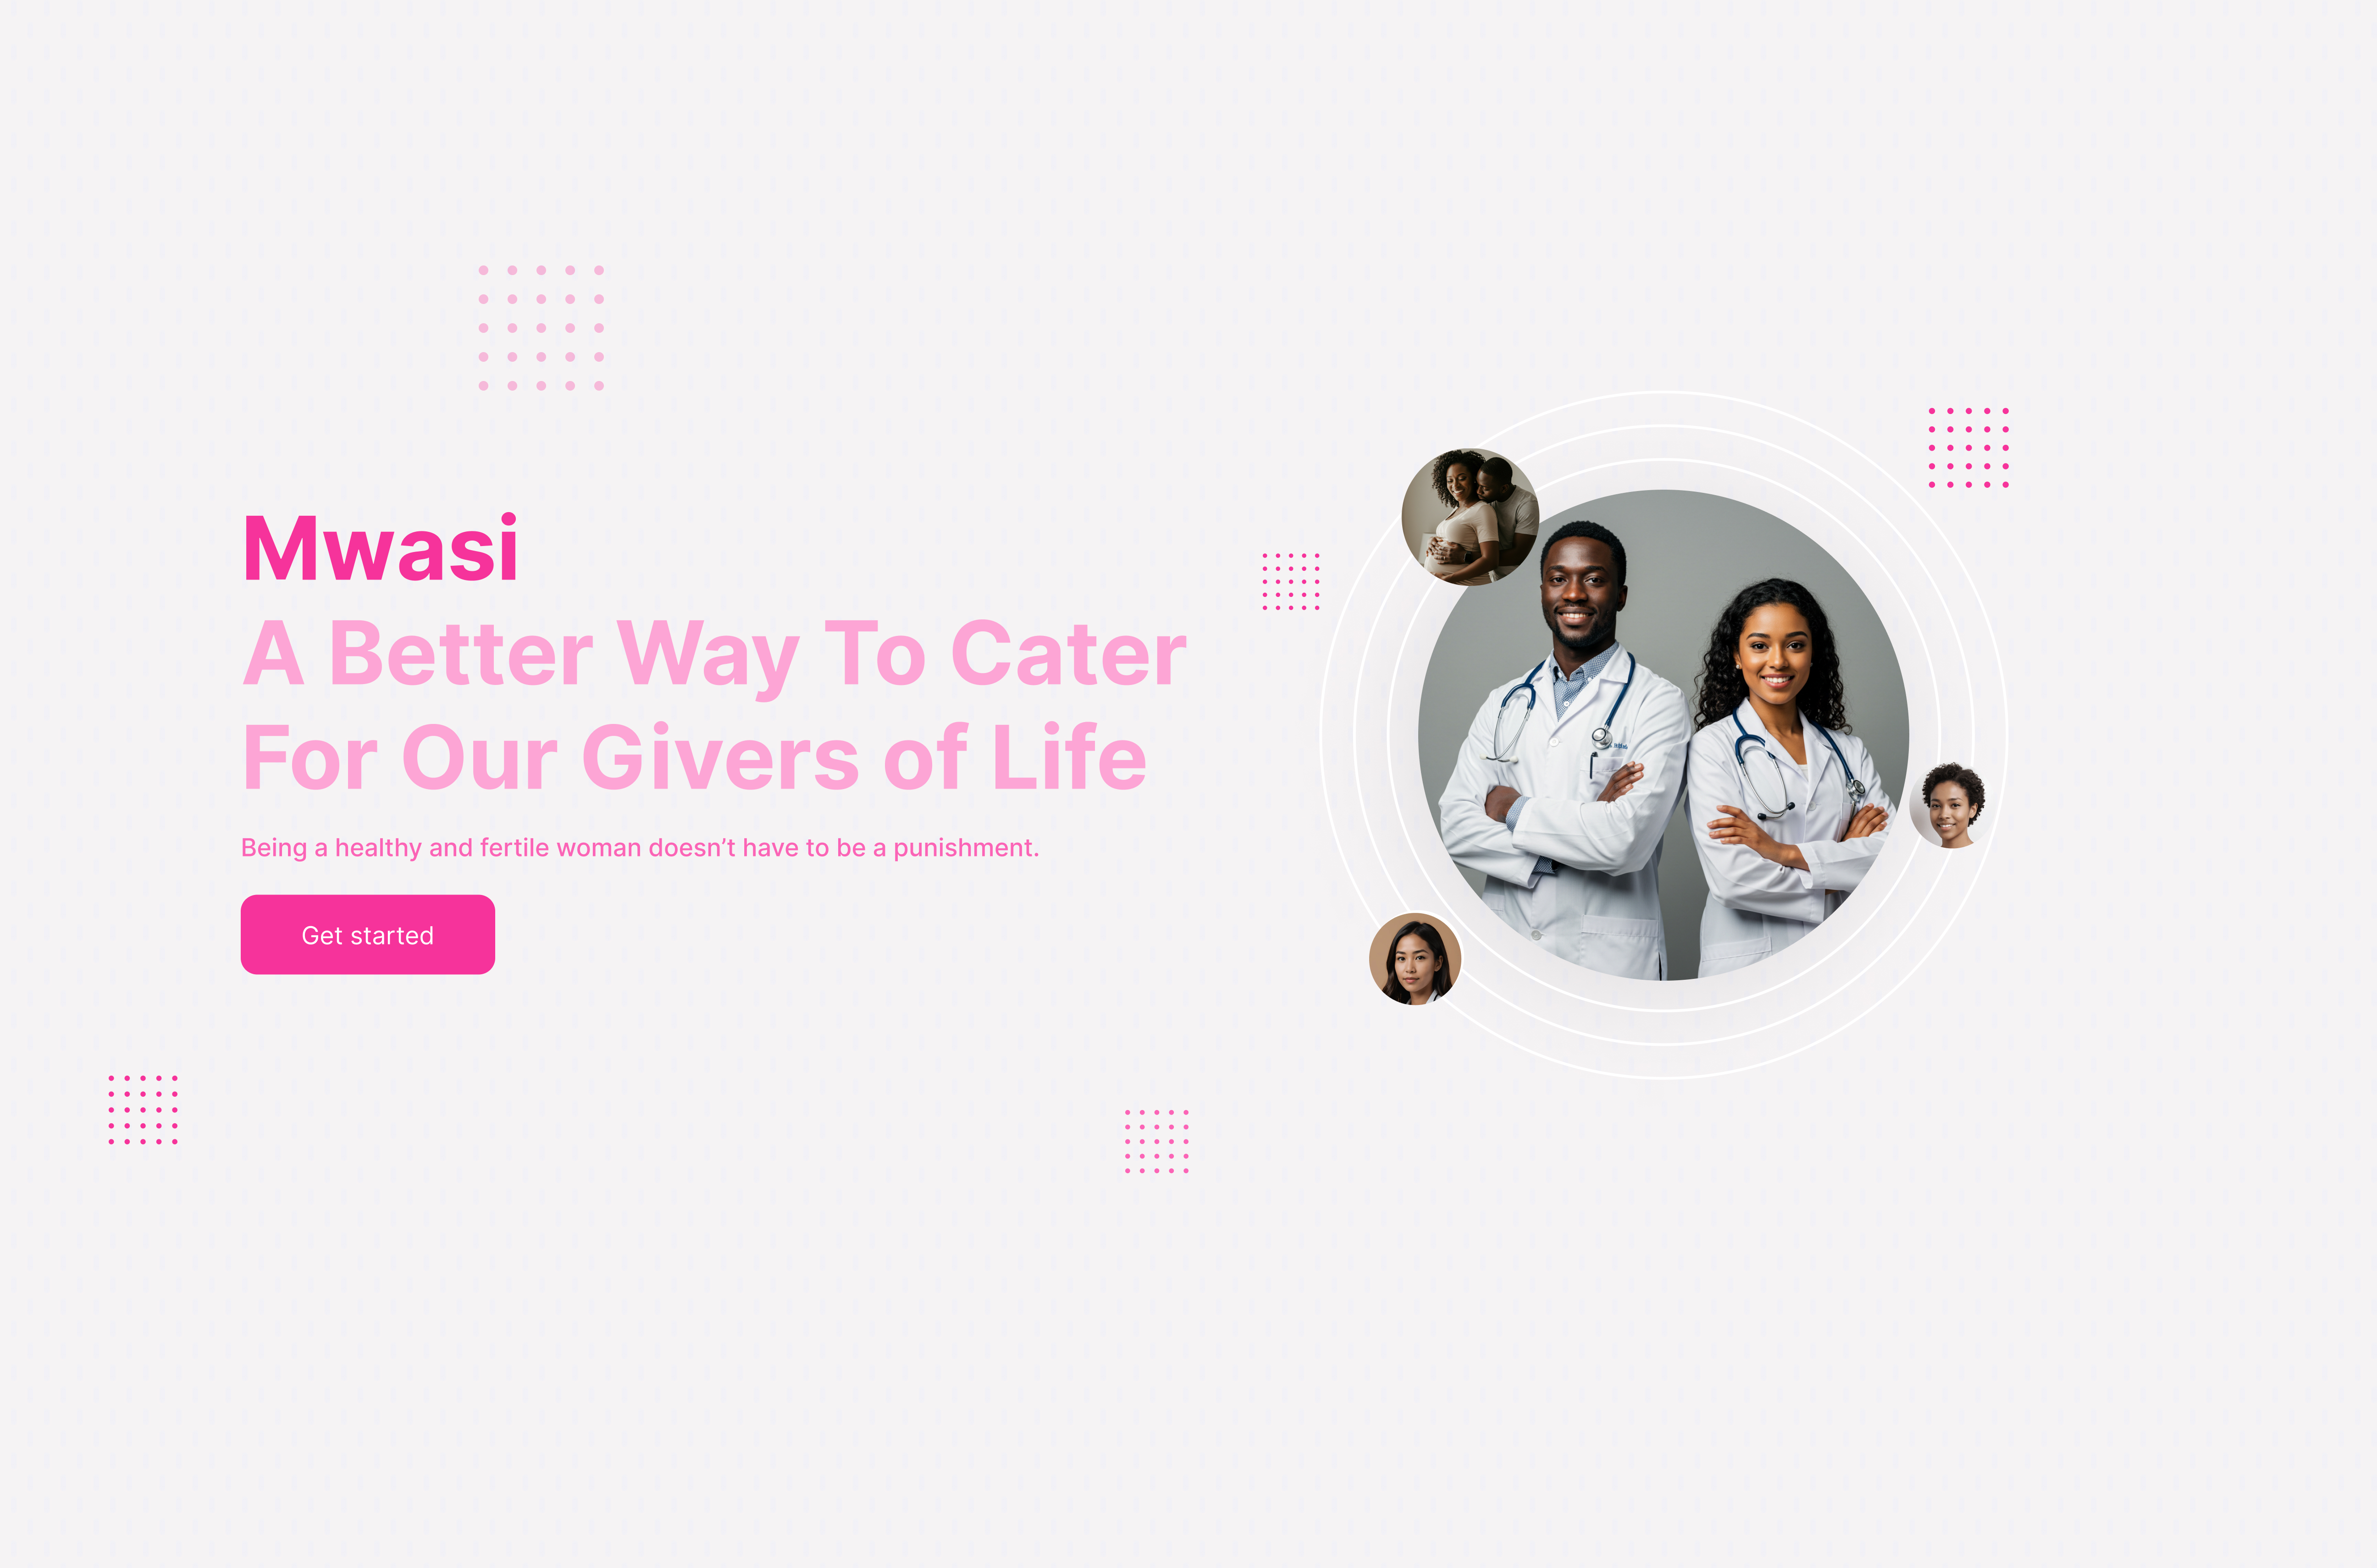 Mwasi
A Better Way To Cater
For Our Givers of Life
Being a healthy and fertile woman doesn’t have to be a punishment.
Get started